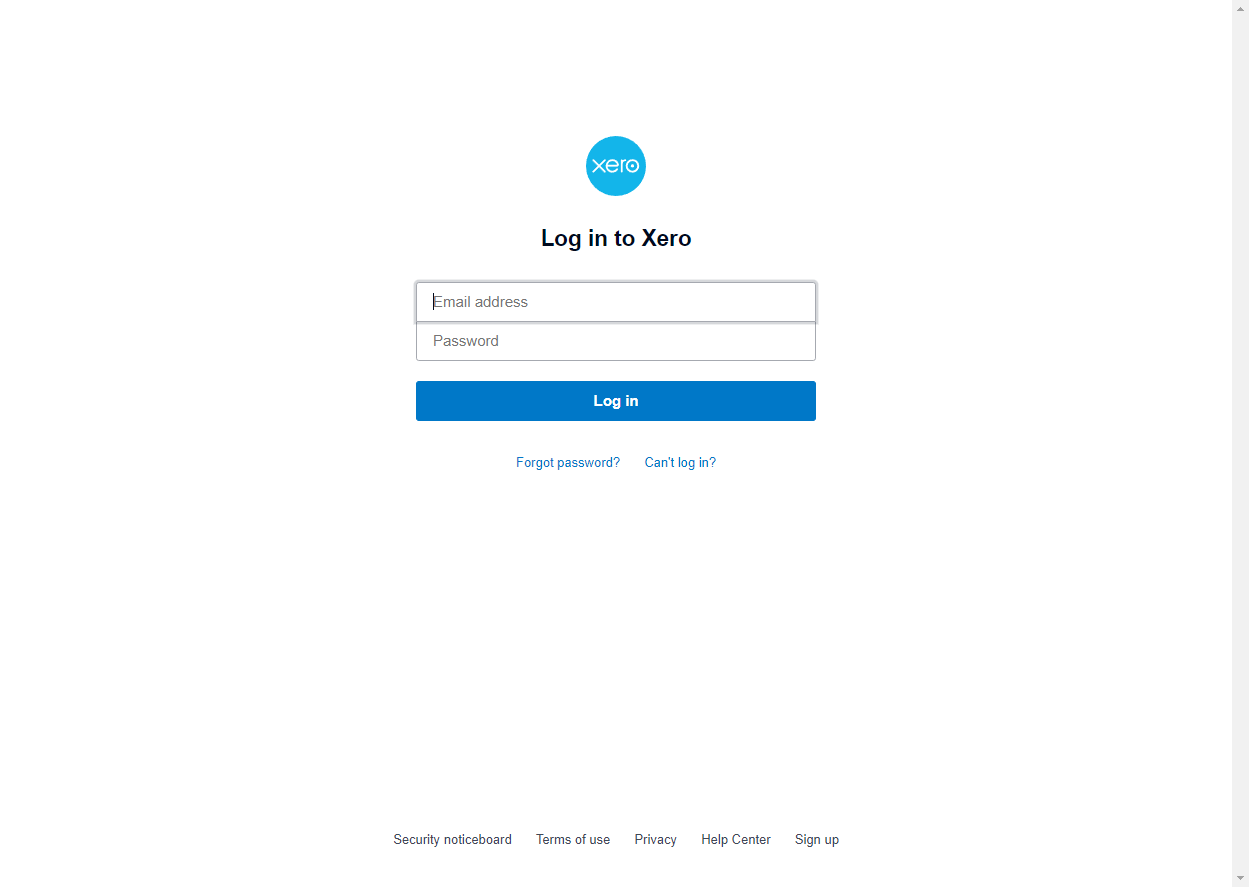 xero
Log in to Xero
Email address
Password
Log in
Forgot password? Can't log in?
Security noticeboard Terms of use Privacy Help Center Sign up